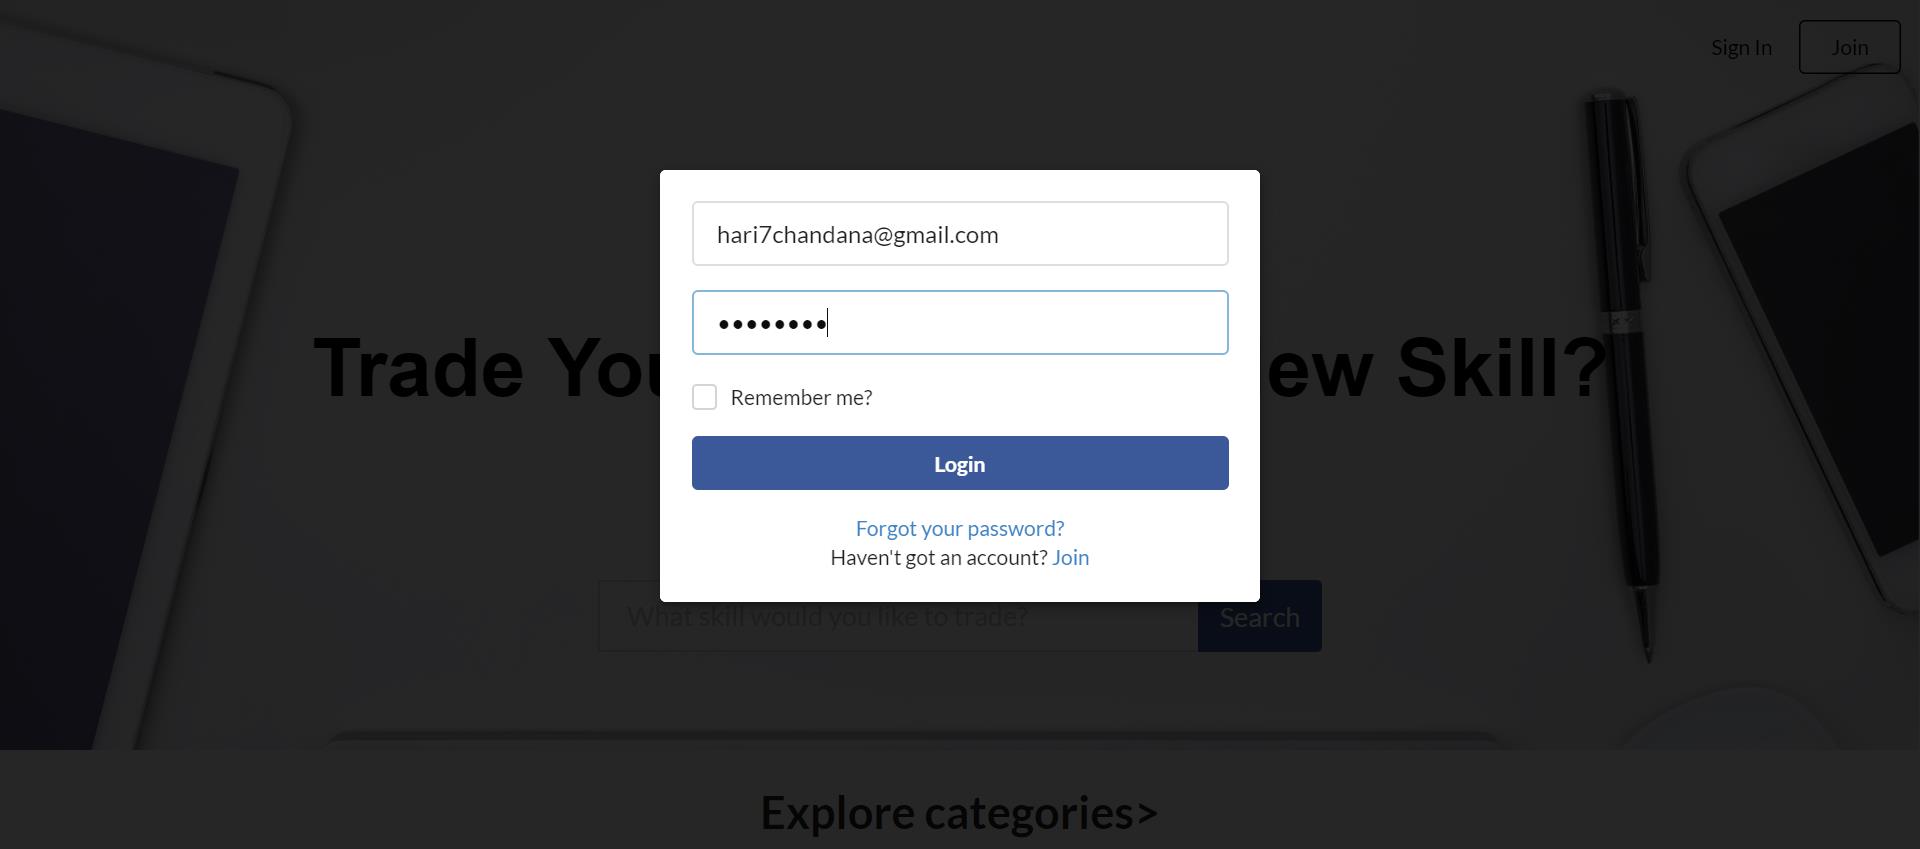 Sign In
Join
hari7chandana@gmail.com
Trade You ew Skill?
Remember me?
Login
Forgot your password?
Haven't got an account? Join
What skill would you like to trade?
Search
Explore categories>